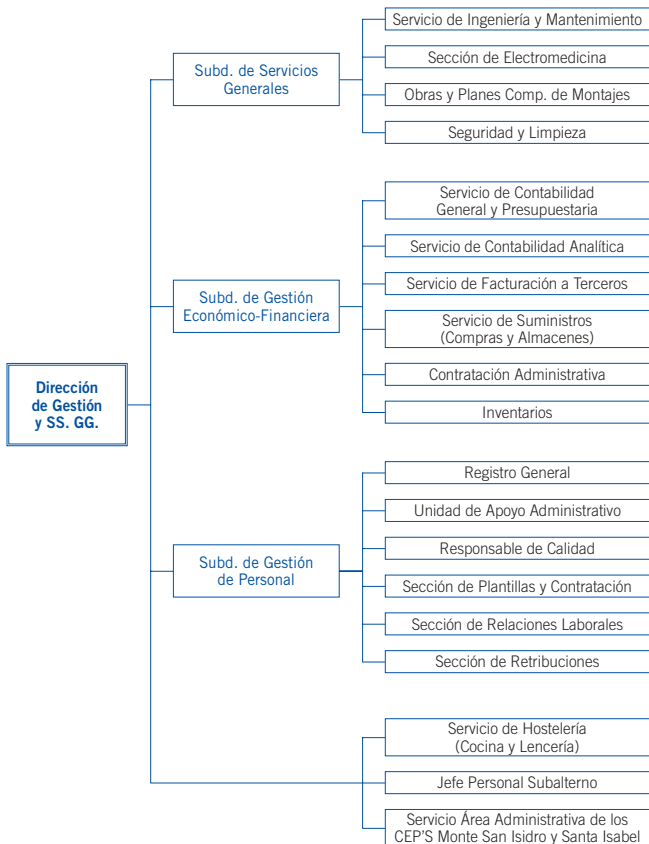 Dirección
de Gestión
y SS. GG.
Subd. de Servicios
Generales
Servicio de Ingeniería y Mantenimiento
Sección de Electromedicina
Obras y Planes Comp. de Montajes
Seguridad y Limpieza
Subd. de Gestión
Económico-Financiera
Servicio de Contabilidad
General y Presupuestaria
Servicio de Contabilidad Analítica
Servicio de Facturación a Terceros
Servicio de Suministros
(Compras y Almacenes)
Contratación Administrativa
Inventarios
Subd. de Gestión
de Personal
Registro General
Unidad de Apoyo Administrativo
Responsable de Calidad
Sección de Plantillas y Contratación
Sección de Relaciones Laborales
Sección de Retribuciones
Servicio de Hostelería
(Cocina y Lencería)
Jefe Personal Subalterno
Servicio Área Administrativa de los
CEP'S Monte San Isidro y Santa Isabel